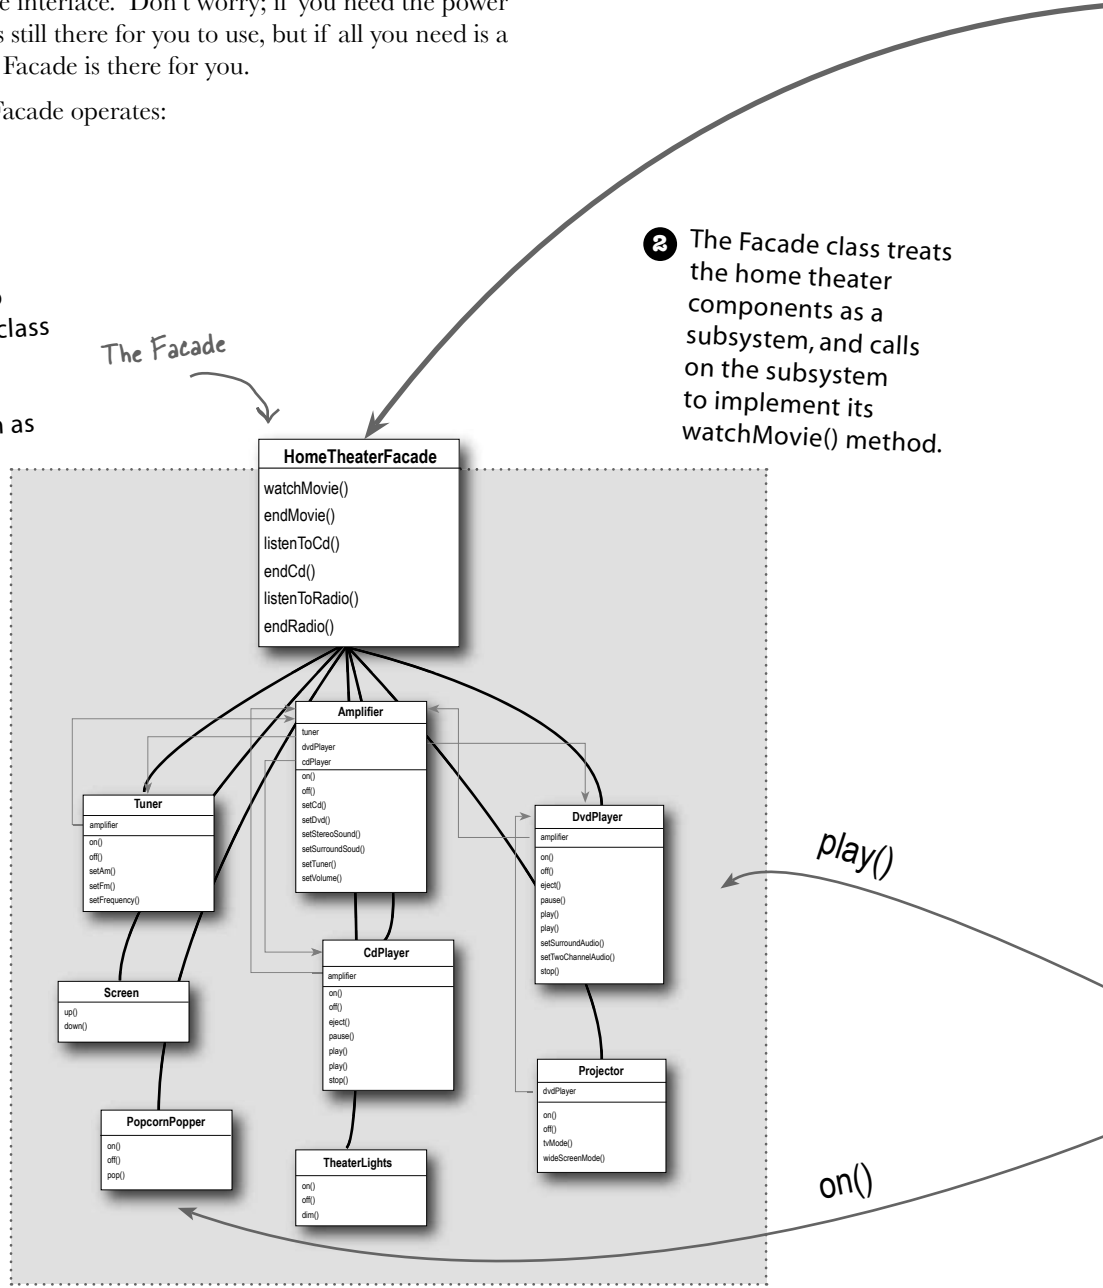 e interface. Don't worry; if you need the power
s still there for you to use, but if all you need is a
Facade is there for you.
Facade operates:
class
n as
The Facade
2 The Facade class treats
the home theater
components as a
subsystem, and calls
on the subsystem
to implement its
watchMovie() method.
HomeTheaterFacade
watchMovie()
endMovie()
listenToCd()
endCd()
listenToRadio()
endRadio()
Amplifier
tuner
dvdPlayer
cdPlayer
on()
off()
setCd()
setDvd()
setStereoSound()
setSurroundSoud()
setTuner()
setVolume()
Tuner
amplifier
on()
off()
setAm()
setFm()
setFrequency()
DvdPlayer
amplifier
on()
off()
eject()
pause()
play()
play()
setSurroundAudio()
setTwoChannelAudio()
stop()
play()
CdPlayer
amplifier
on()
off()
eject()
pause()
play()
play()
stop()
Screen
up()
down()
Projector
dvdPlayer
on()
off()
tvMode()
wideScreenMode()
PopcornPopper
on()
off()
pop()
TheaterLights
on()
off()
dim()
on()